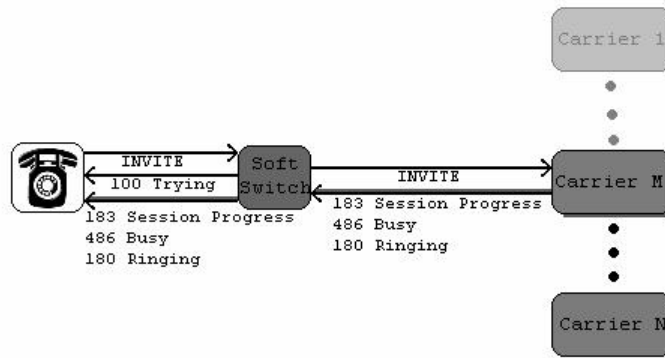 Carrier 1
INVITE
100 Trying
183 Session Progress
486 Busy
180 Ringing
Soft
Switch
INVITE
183 Session Progress
486 Busy
180 Ringing
Carrier M
Carrier N